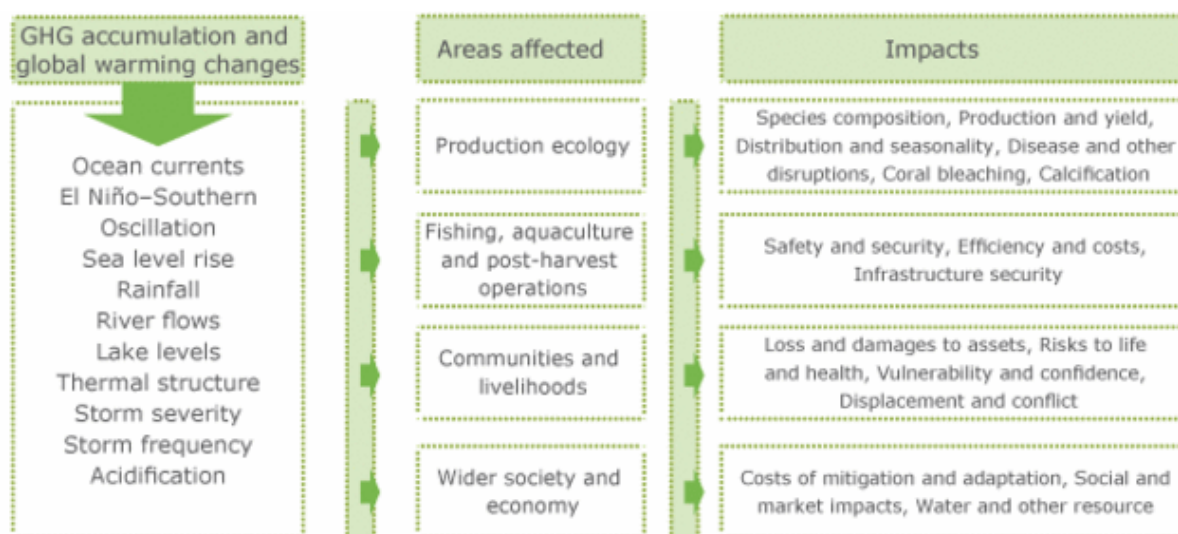 GHG accumulation and
global warming changes
Ocean currents
El Niño–Southern
Oscillation
Sea level rise
Rainfall
River flows
Lake levels
Thermal structure
Storm severity
Storm frequency
Acidification
Areas affected
Production ecology
Fishing, aquaculture
and post-harvest
operations
Communities and
livelihoods
Wider society and
economy
Impacts
Species composition, Production and yield,
Distribution and seasonality, Disease and other
disruptions, Coral bleaching, Calcification
Safety and security, Efficiency and costs,
Infrastructure security
Loss and damages to assets, Risks to life
and health, Vulnerability and confidence,
Displacement and conflict
Costs of mitigation and adaptation, Social and
market impacts, Water and other resource